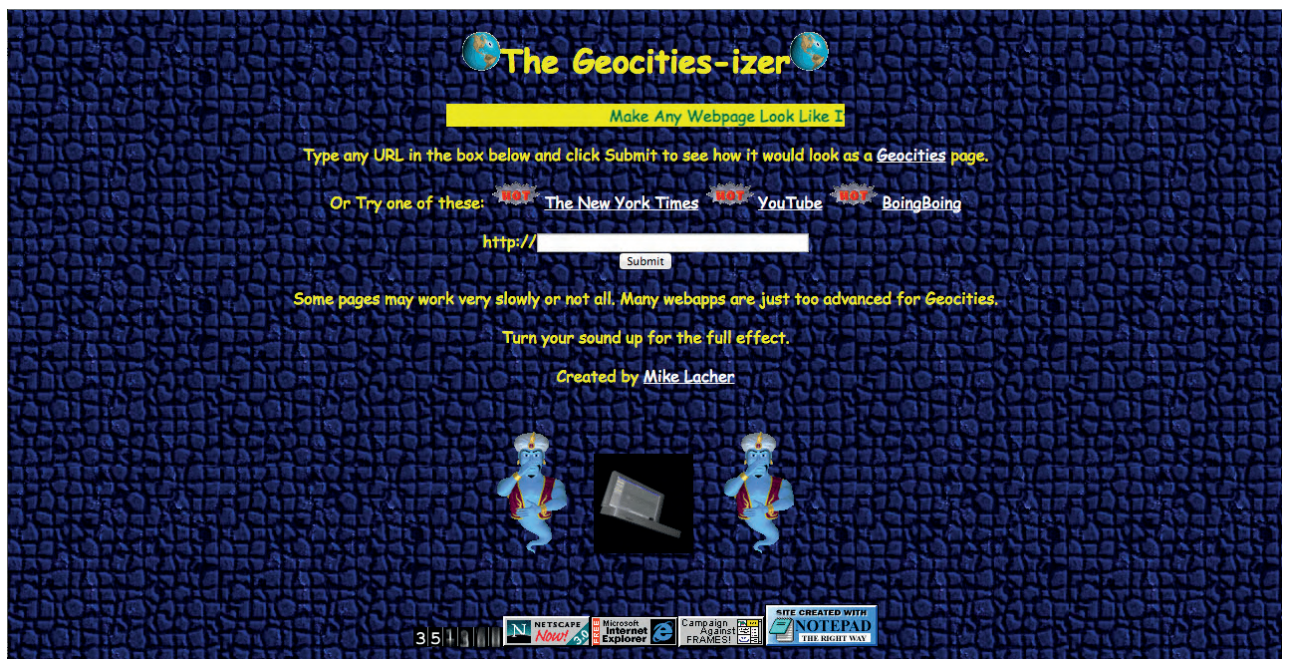 The Geocities-izer
Make Any Webpage Look Like I
Type any URL in the box below and click Submit to see how it would look as a Geocities page.
Or Try one of these: HOT The New York Times HOT YouTube HOT BoingBoing
http://
Submit
Some pages may work very slowly or not all. Many webapps are just too advanced for Geocities.
Turn your sound up for the full effect.
Created by Mike Lacher
35
N NETSCAPE Now! 3.0
FREE Microsoft Internet Explorer
Campaign Against FRAMES!
SITE CREATED WITH NOTEPAD THE RIGHT WAY